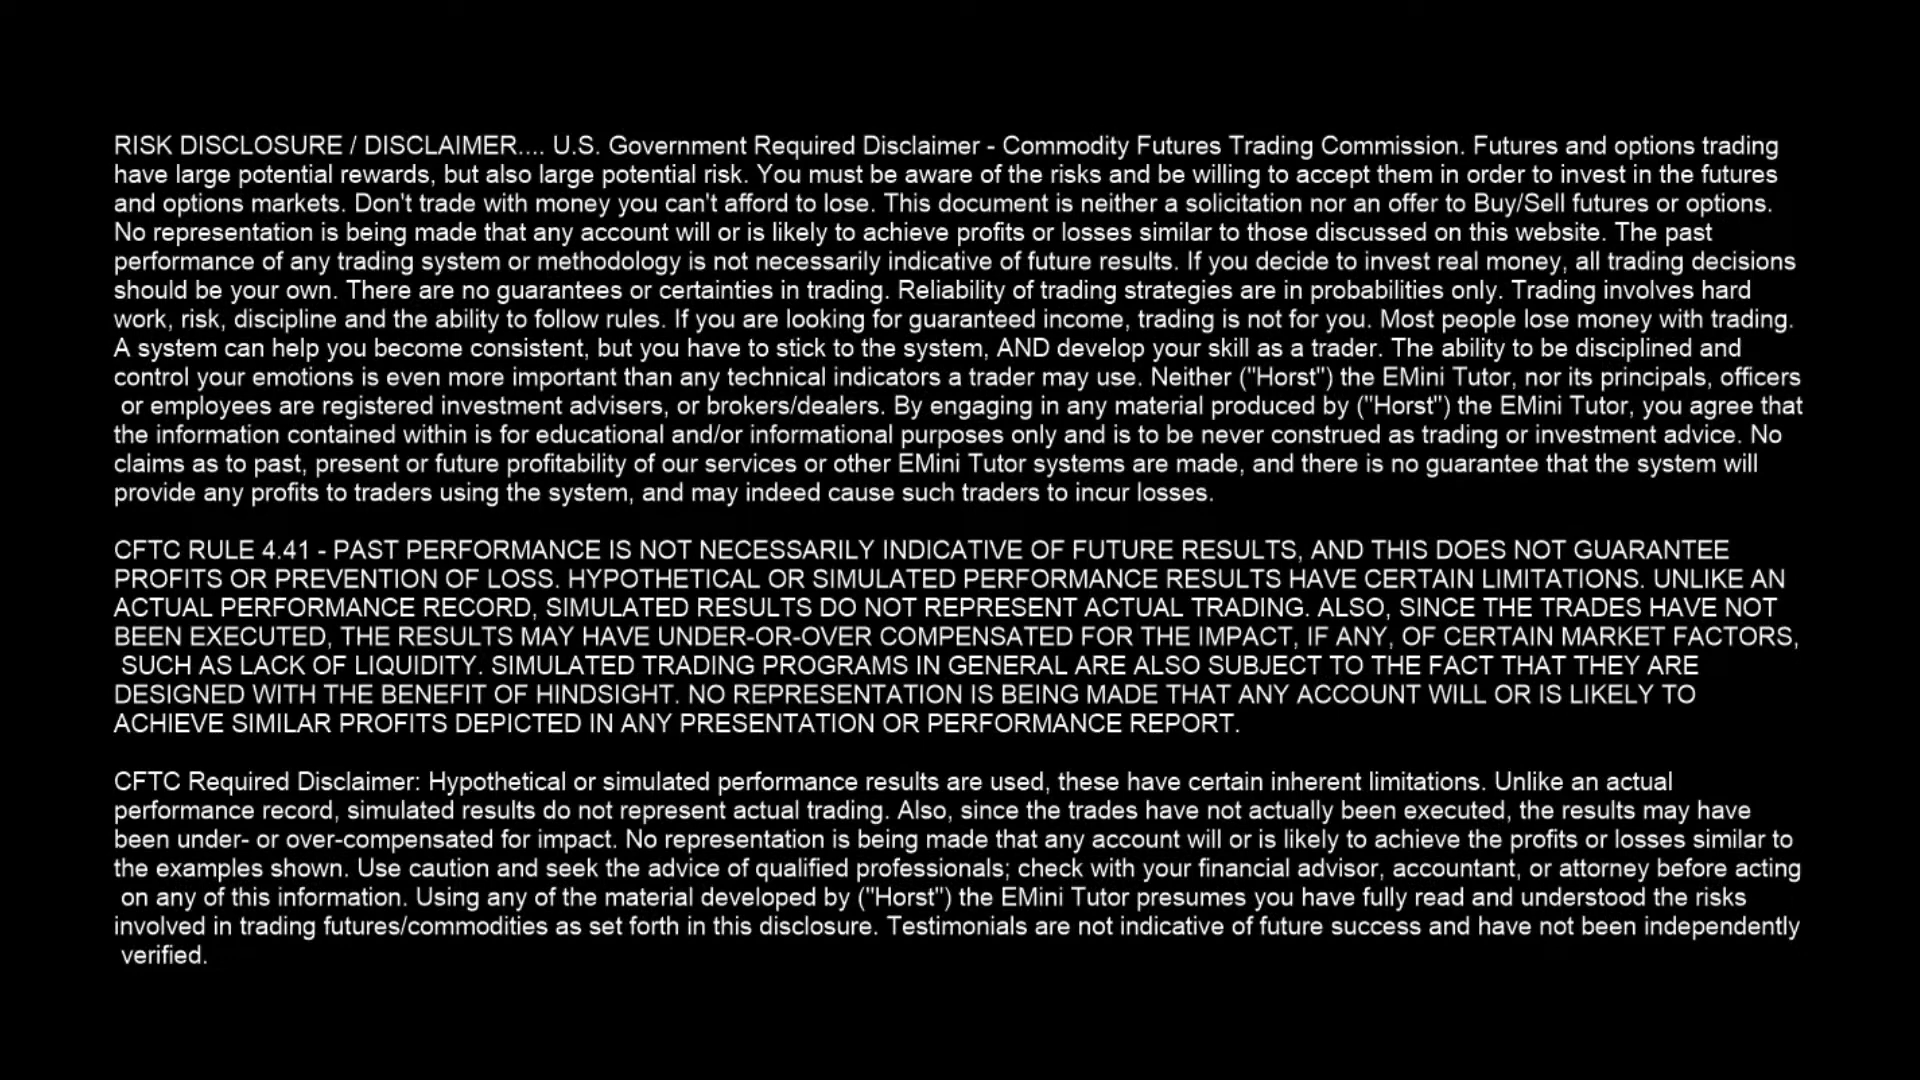 RISK DISCLOSURE / DISCLAIMER.... U.S. Government Required Disclaimer - Commodity Futures Trading Commission. Futures and options trading
have large potential rewards, but also large potential risk. You must be aware of the risks and be willing to accept them in order to invest in the futures
and options markets. Don't trade with money you can't afford to lose. This document is neither a solicitation nor an offer to Buy/Sell futures or options.
No representation is being made that any account will or is likely to achieve profits or losses similar to those discussed on this website. The past
performance of any trading system or methodology is not necessarily indicative of future results. If you decide to invest real money, all trading decisions
should be your own. There are no guarantees or certainties in trading. Reliability of trading strategies are in probabilities only. Trading involves hard
work, risk, discipline and the ability to follow rules. If you are looking for guaranteed income, trading is not for you. Most people lose money with trading.
A system can help you become consistent, but you have to stick to the system, AND develop your skill as a trader. The ability to be disciplined and
control your emotions is even more important than any technical indicators a trader may use. Neither ("Horst") the EMini Tutor, nor its principals, officers
or employees are registered investment advisers, or brokers/dealers. By engaging in any material produced by ("Horst") the EMini Tutor, you agree that
the information contained within is for educational and/or informational purposes only and is to be never construed as trading or investment advice. No
claims as to past, present or future profitability of our services or other EMini Tutor systems are made, and there is no guarantee that the system will
provide any profits to traders using the system, and may indeed cause such traders to incur losses.
CFTC RULE 4.41 - PAST PERFORMANCE IS NOT NECESSARILY INDICATIVE OF FUTURE RESULTS, AND THIS DOES NOT GUARANTEE
PROFITS OR PREVENTION OF LOSS. HYPOTHETICAL OR SIMULATED PERFORMANCE RESULTS HAVE CERTAIN LIMITATIONS. UNLIKE AN
ACTUAL PERFORMANCE RECORD, SIMULATED RESULTS DO NOT REPRESENT ACTUAL TRADING. ALSO, SINCE THE TRADES HAVE NOT
BEEN EXECUTED, THE RESULTS MAY HAVE UNDER-OR-OVER COMPENSATED FOR THE IMPACT, IF ANY, OF CERTAIN MARKET FACTORS,
SUCH AS LACK OF LIQUIDITY. SIMULATED TRADING PROGRAMS IN GENERAL ARE ALSO SUBJECT TO THE FACT THAT THEY ARE
DESIGNED WITH THE BENEFIT OF HINDSIGHT. NO REPRESENTATION IS BEING MADE THAT ANY ACCOUNT WILL OR IS LIKELY TO
ACHIEVE SIMILAR PROFITS DEPICTED IN ANY PRESENTATION OR PERFORMANCE REPORT.
CFTC Required Disclaimer: Hypothetical or simulated performance results are used, these have certain inherent limitations. Unlike an actual
performance record, simulated results do not represent actual trading. Also, since the trades have not actually been executed, the results may have
been under- or over-compensated for impact. No representation is being made that any account will or is likely to achieve the profits or losses similar to
the examples shown. Use caution and seek the advice of qualified professionals; check with your financial advisor, accountant, or attorney before acting
on any of this information. Using any of the material developed by ("Horst") the EMini Tutor presumes you have fully read and understood the risks
involved in trading futures/commodities as set forth in this disclosure. Testimonials are not indicative of future success and have not been independently
verified.